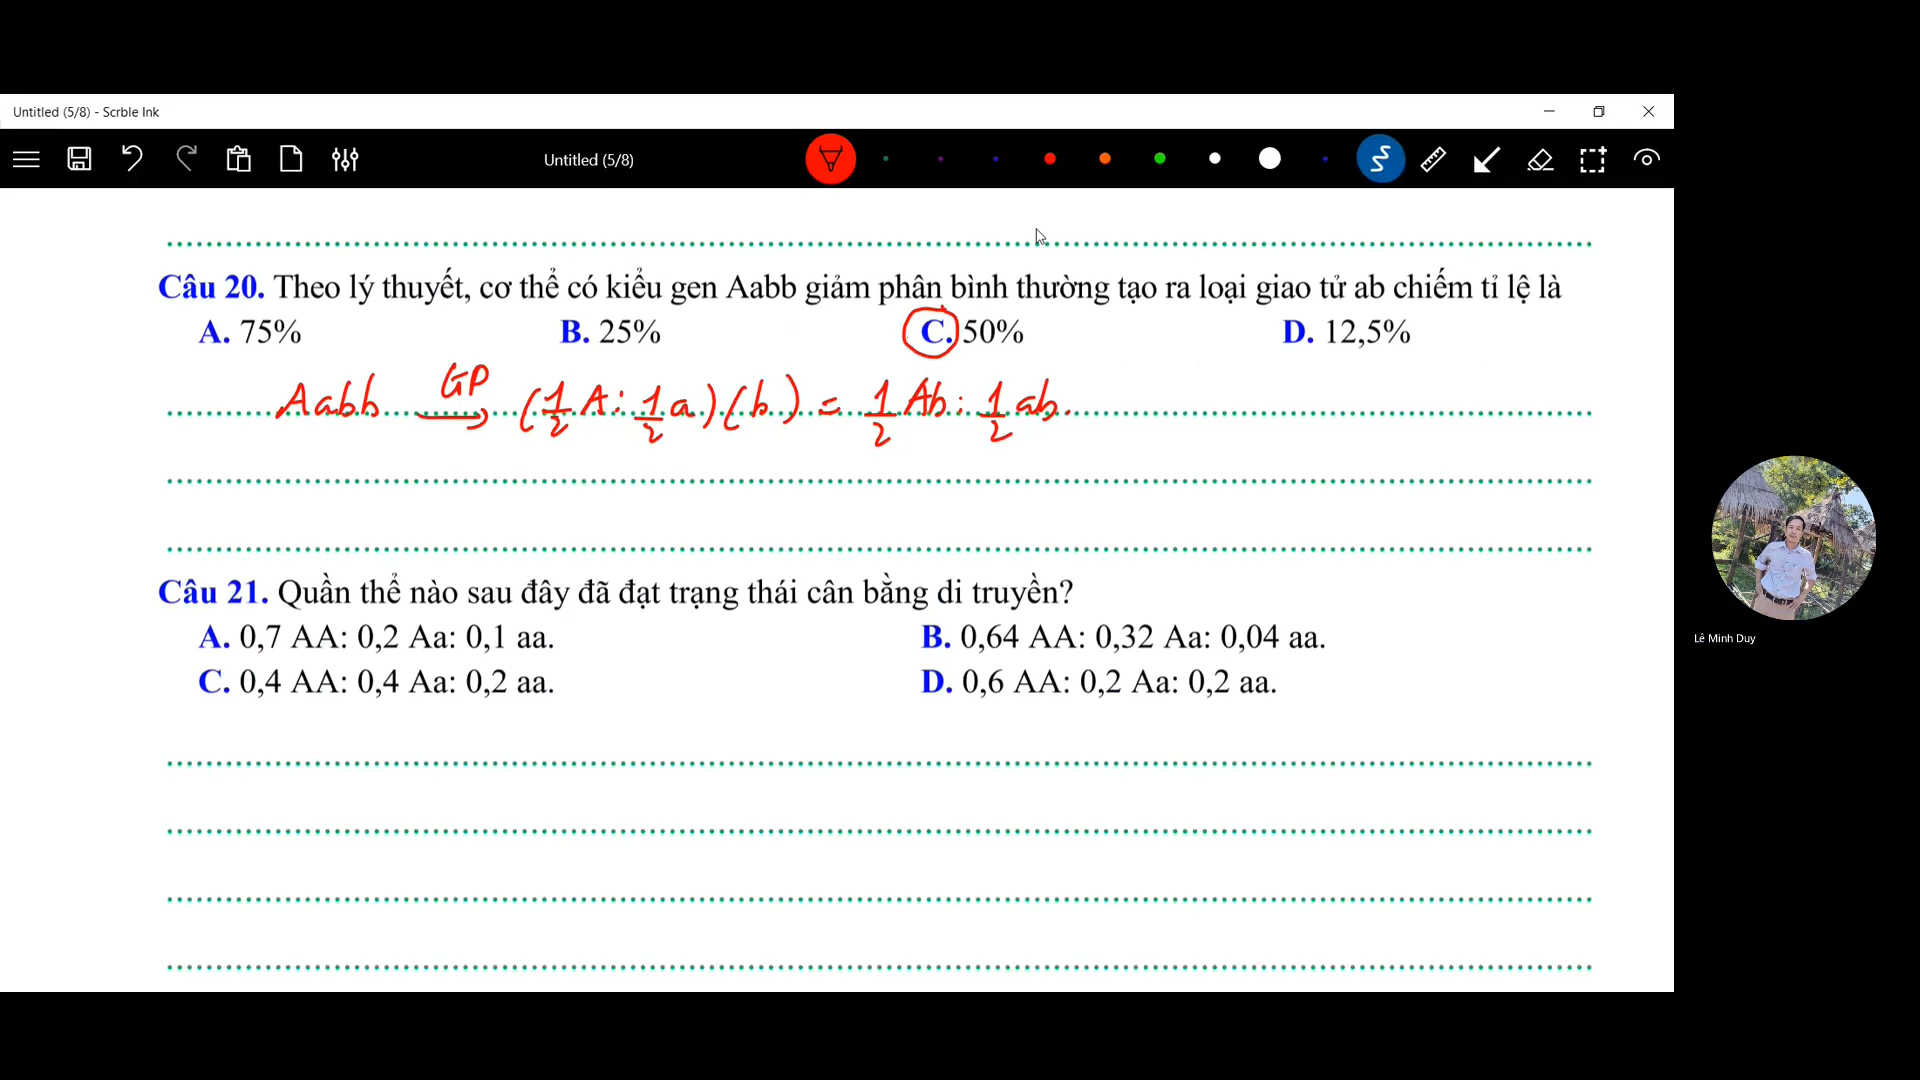 Untitled (5/8) - Scrble Ink
Untitled (5/8)
Câu 20. Theo lý thuyết, cơ thể có kiểu gen Aabb giảm phân bình thường tạo ra loại giao tử ab chiếm tỉ lệ là
A. 75% B. 25% C. 50% D. 12,5%
Aabb GP→ (1/2 A : 1/2 a)(b) = 1/2 Ab : 1/2 ab.
Câu 21. Quần thể nào sau đây đã đạt trạng thái cân bằng di truyền?
A. 0,7 AA: 0,2 Aa: 0,1 aa. B. 0,64 AA: 0,32 Aa: 0,04 aa.
C. 0,4 AA: 0,4 Aa: 0,2 aa. D. 0,6 AA: 0,2 Aa: 0,2 aa.
Lê Minh Duy